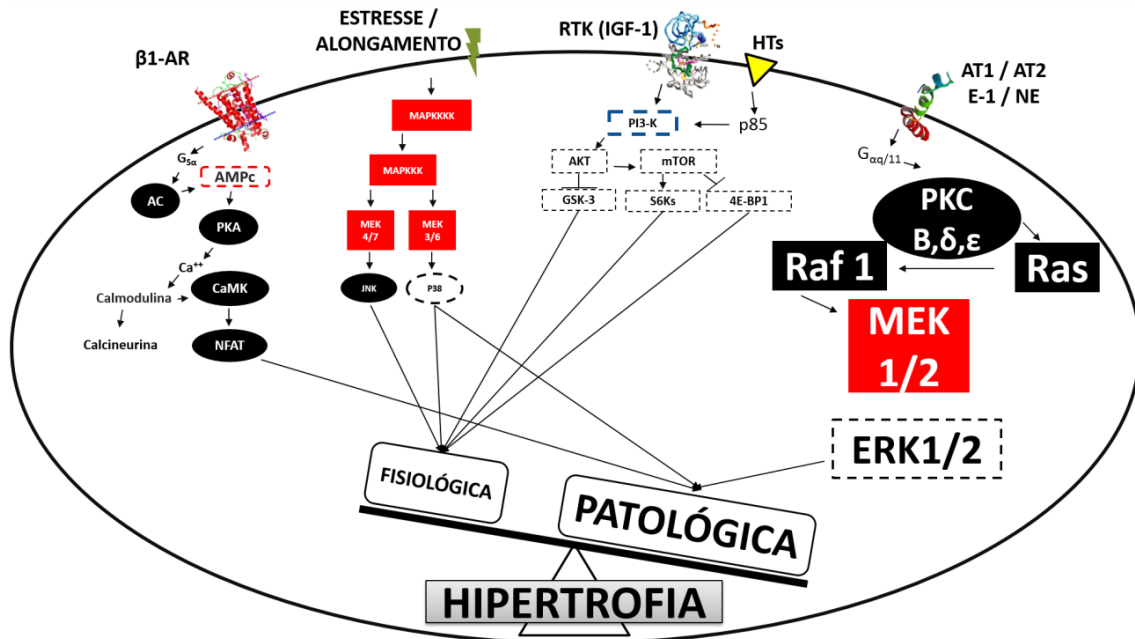 ESTRESSE /
ALONGAMENTO
RTK (IGF-1)
HTs
β1-AR
AT1 / AT2
E-1 / NE
MAPKKKK
PI3-K
p85
Gsα
Gαq/11
AMPc
AC
MAPKKK
AKT
mTOR
GSK-3
S6Ks
4E-BP1
PKA
MEK
4/7
MEK
3/6
PKC
Β,δ,ε
Raf 1
Ras
Ca++
Calmodulina
CaMK
JNK
P38
MEK
1/2
Calcineurina
NFAT
ERK1/2
FISIOLÓGICA
PATOLÓGICA
HIPERTROFIA